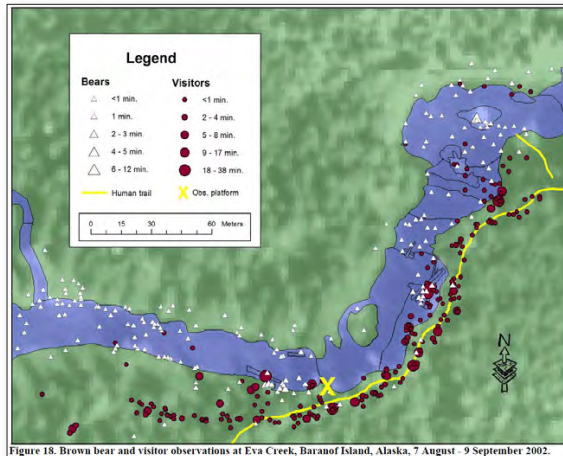 Legend
Bears
Visitors
<1 min.
<1 min.
1 min.
2 - 4 min.
2 - 3 min.
5 - 8 min.
4 - 5 min.
9 - 17 min.
6 - 12 min.
18 - 38 min.
Human trail
X Obs. platform
0 15 30 60 Meters
N
X
Figure 18. Brown bear and visitor observations at Eva Creek, Baranof Island, Alaska, 7 August - 9 September 2002.